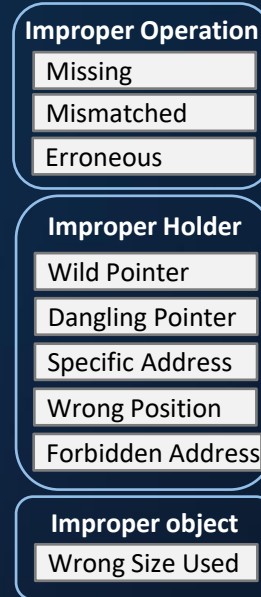 Improper Operation
Missing
Mismatched
Erroneous
Improper Holder
Wild Pointer
Dangling Pointer
Specific Address
Wrong Position
Forbidden Address
Improper object
Wrong Size Used